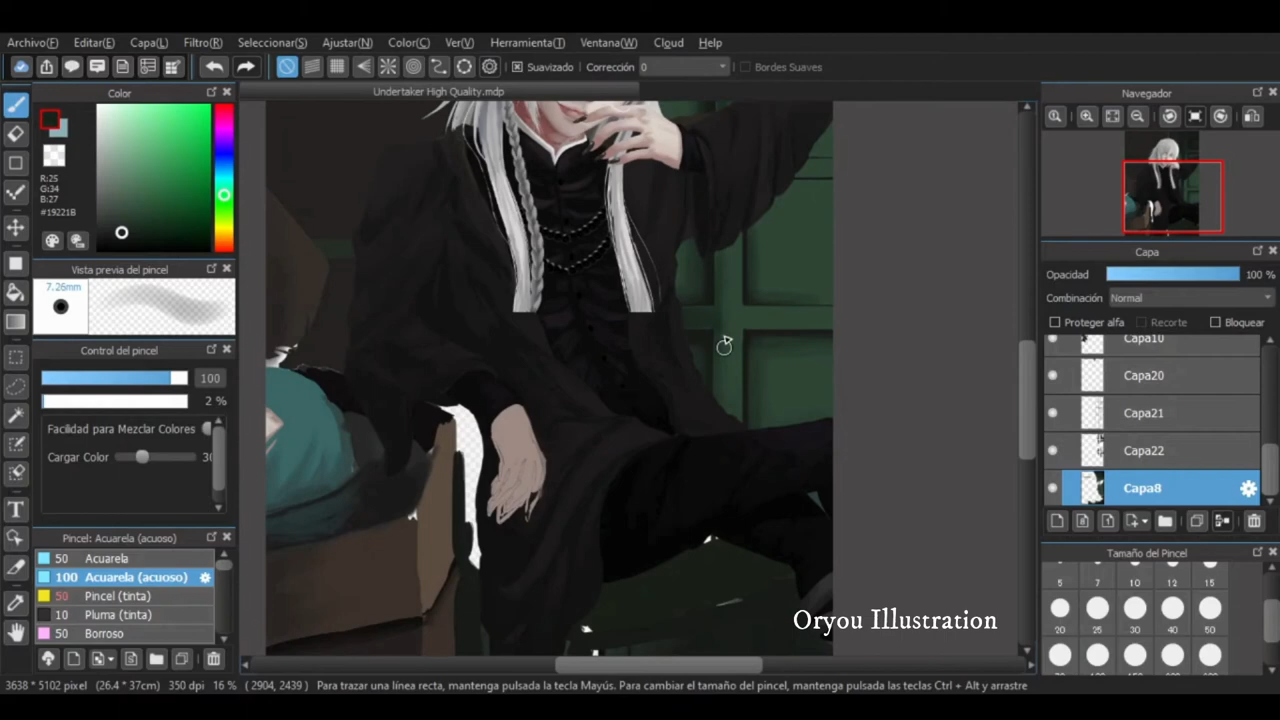 Archivo(F) Editar(E) Capa(L) Filtro(R) Seleccionar(S) Ajustar(N) Color(C) Ver(V) Herramienta(T) Ventana(W) Cloud Help
Suavizado Corrección 0 Bordes Suaves
Color
Undertaker High Quality.mdp
Navegador
R:25
G:34
B:27
#19221B
Capa
Vista previa del pincel
Opacidad 100 %
7.26mm
Combinación Normal
Proteger alfa Recorte Bloquear
Capa10
Control del pincel
Capa20
100
2 %
Capa21
Facilidad para Mezclar Colores
Capa22
Cargar Color 30
Capa8
Pincel: Acuarela (acuoso)
50 Acuarela
100 Acuarela (acuoso)
50 Pincel (tinta)
10 Pluma (tinta)
50 Borroso
Tamaño del Pincel
5 7 10 12 15
20 25 30 40 50
Oryou Illustration
3638 * 5102 pixel (26.4 * 37cm) 350 dpi 16 % (2904, 2439) Para trazar una línea recta, mantenga pulsada la tecla Mayús. Para cambiar el tamaño del pincel, mantenga pulsadas las teclas Ctrl + Alt y arrastre